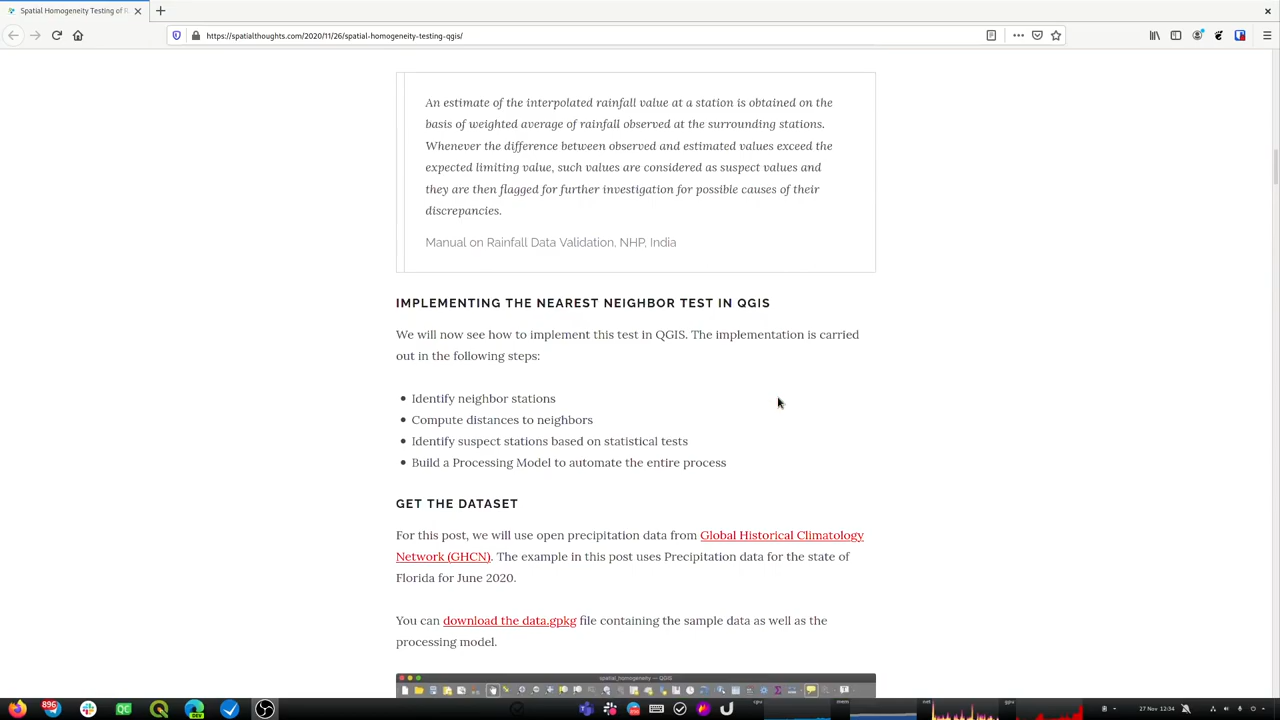 Spatial Homogeneity Testing of R
https://spatialthoughts.com/2020/11/26/spatial-homogeneity-testing-qgis/
An estimate of the interpolated rainfall value at a station is obtained on the
basis of weighted average of rainfall observed at the surrounding stations.
Whenever the difference between observed and estimated values exceed the
expected limiting value, such values are considered as suspect values and
they are then flagged for further investigation for possible causes of their
discrepancies.
Manual on Rainfall Data Validation, NHP, India
IMPLEMENTING THE NEAREST NEIGHBOR TEST IN QGIS
We will now see how to implement this test in QGIS. The implementation is carried
out in the following steps:
• Identify neighbor stations
• Compute distances to neighbors
• Identify suspect stations based on statistical tests
• Build a Processing Model to automate the entire process
GET THE DATASET
For this post, we will use open precipitation data from Global Historical Climatology
Network (GHCN). The example in this post uses Precipitation data for the state of
Florida for June 2020.
You can download the data.gpkg file containing the sample data as well as the
processing model.
spatial_homogeneity — QGIS
896
27 Nov 12:34